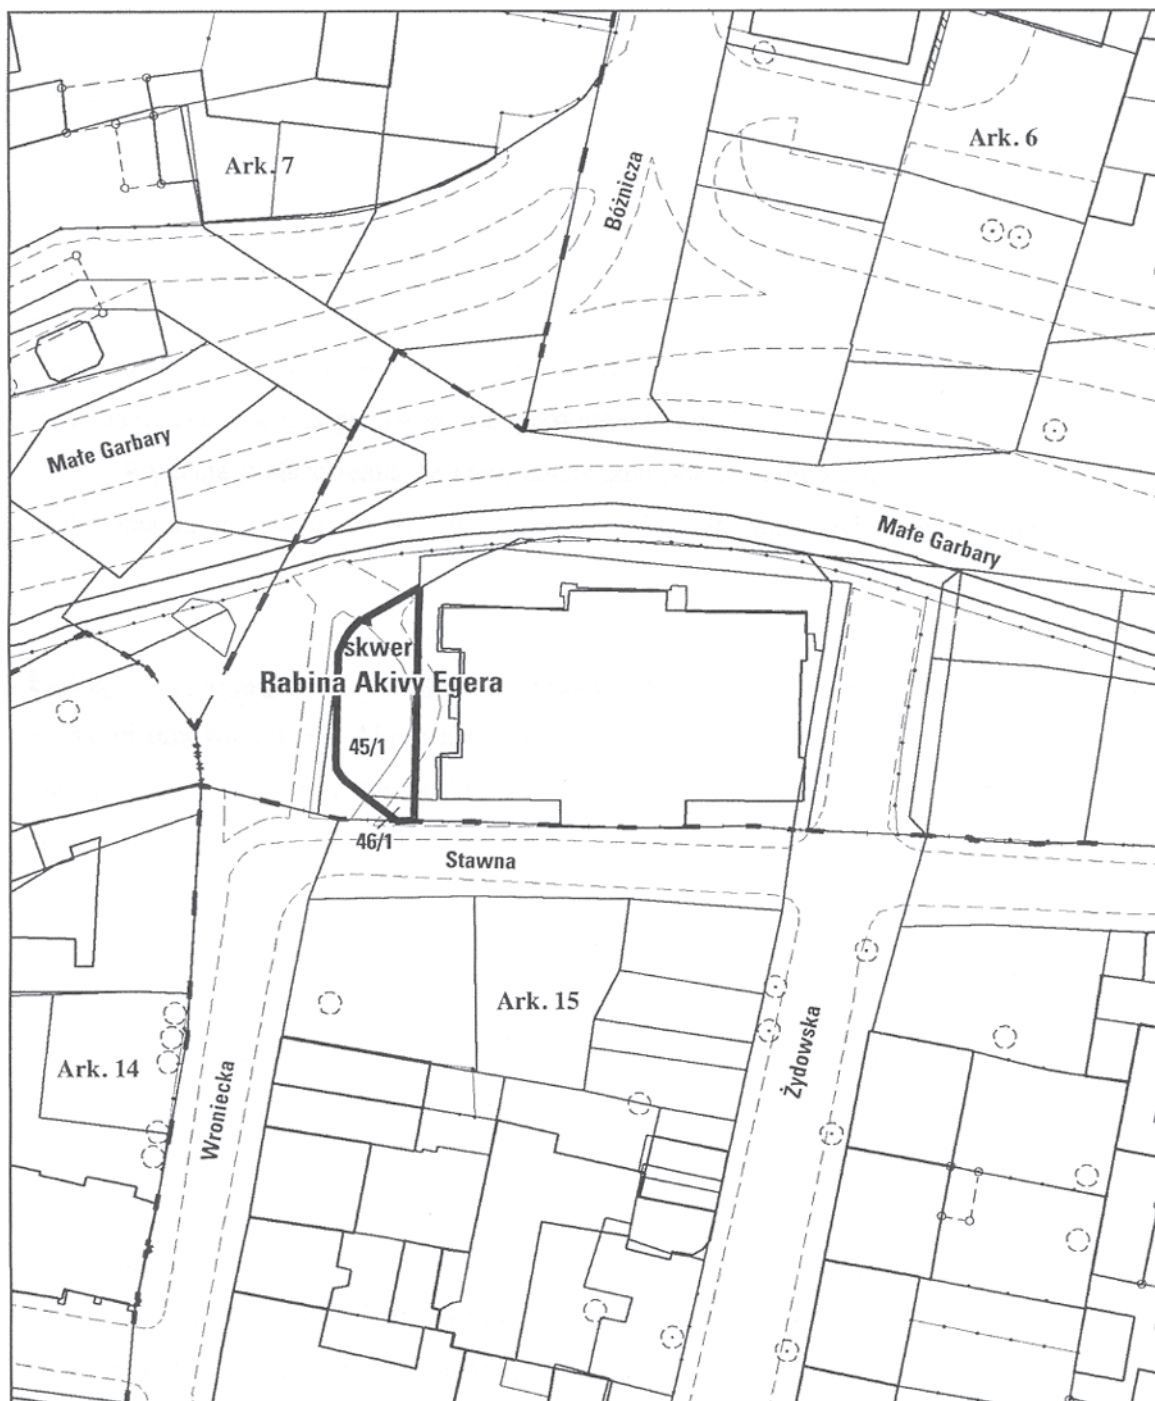 Ark. 6
Ark. 7
Bóżnicza
Małe Garbary
Małe Garbary
skwer
Rabina Akivy Egera
45/1
46/1
Stawna
Ark. 15
Ark. 14
Wroniecka
Żydowska